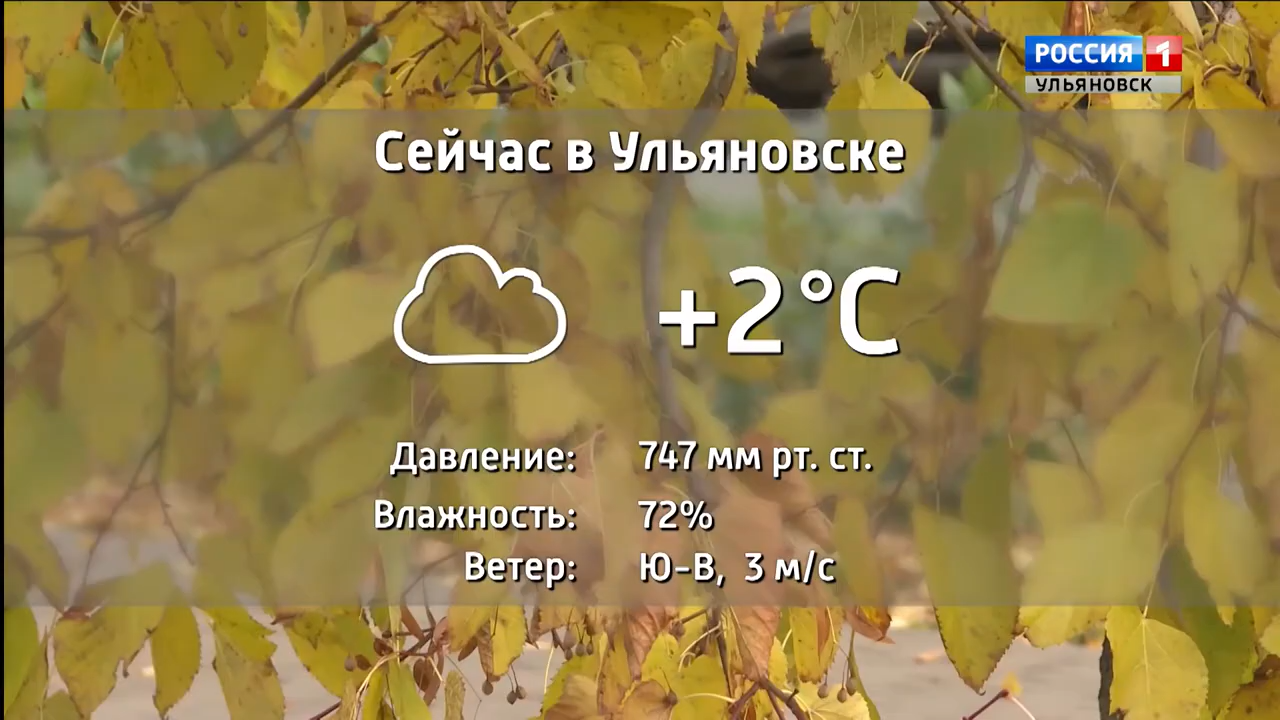 РОССИЯ 1
УЛЬЯНОВСК
Сейчас в Ульяновске
+2°C
Давление: 747 мм рт. ст.
Влажность: 72%
Ветер: Ю-В, 3 м/с